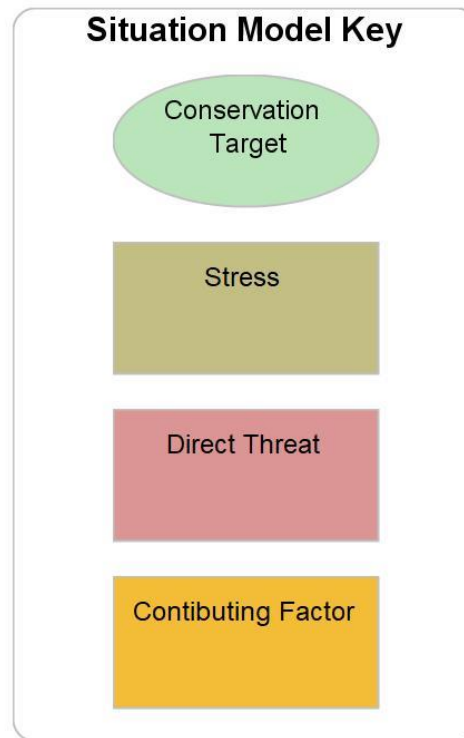 Situation Model Key
Conservation
Target
Stress
Direct Threat
Contibuting Factor